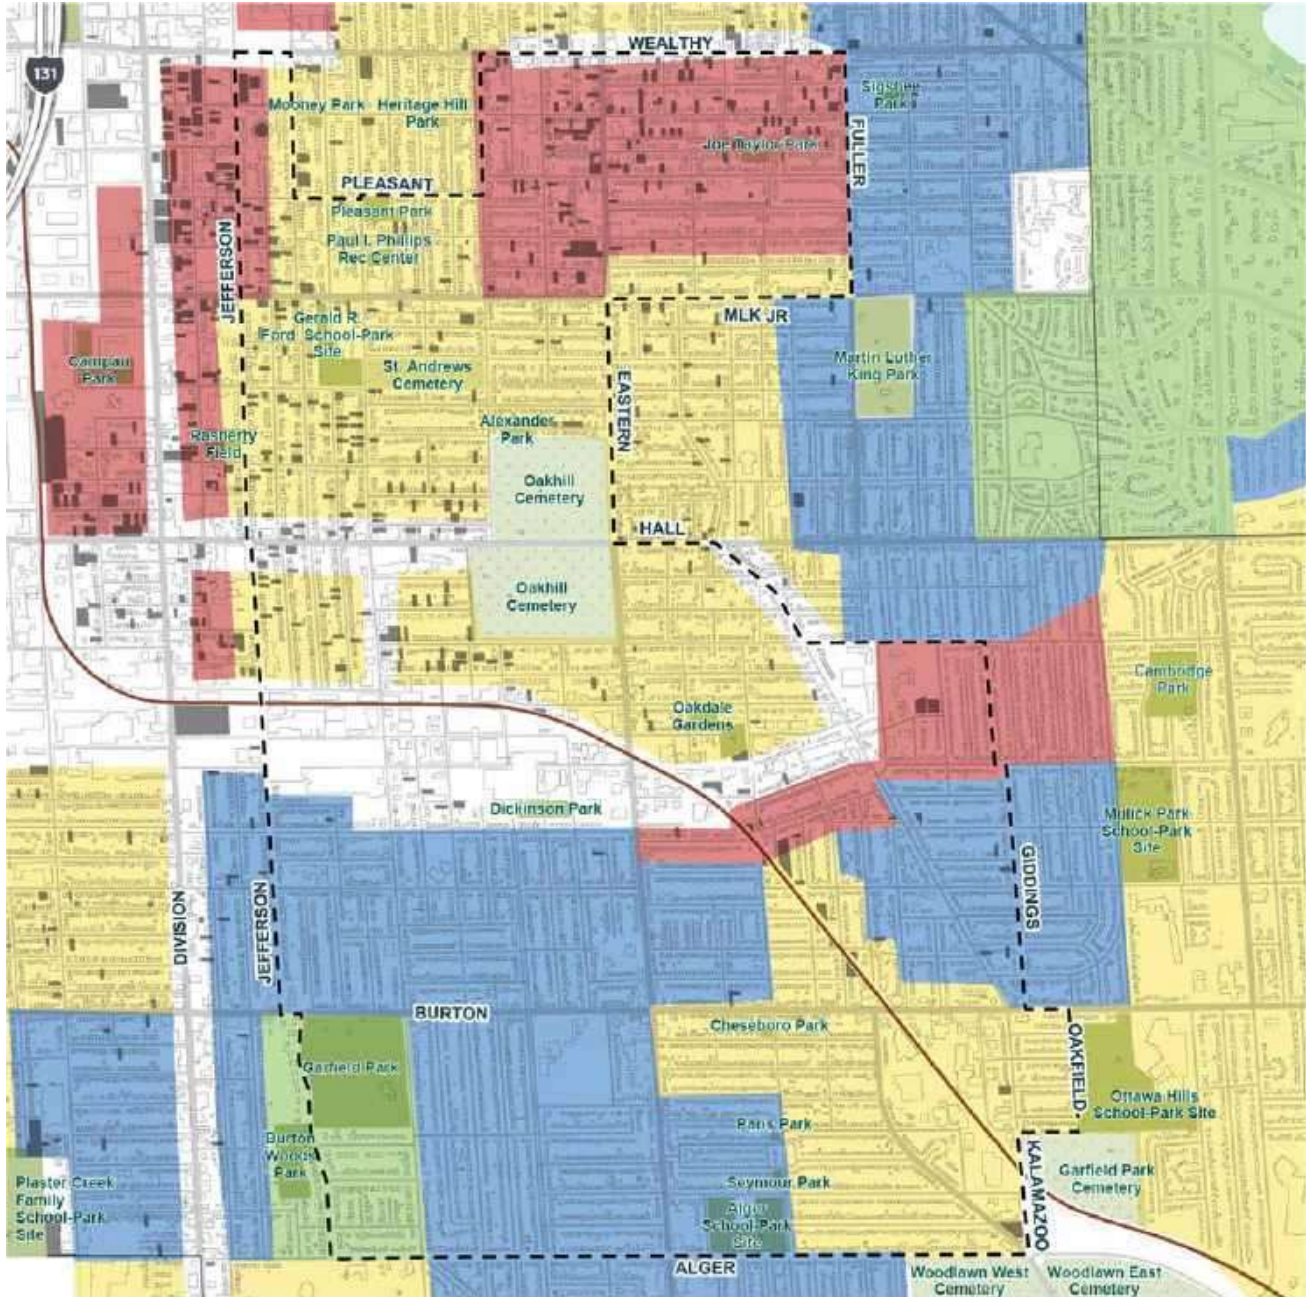 WEALTHY
131
Sigsbee
Park
Mooney Park
Heritage Hill
Park
FULLER
Joe Taylor Park
PLEASANT
Pleasant Park
JEFFERSON
Paul I. Phillips
Rec Center
MLK JR
Gerald R.
Ford School-Park
Site
Campau
Park
St. Andrews
Cemetery
Martin Luther
King Park
EASTERN
Alexander
Park
Rasberry
Field
Oakhill
Cemetery
HALL
Oakhill
Cemetery
Cambridge
Park
Oakdale
Gardens
Dickinson Park
Mulick Park
School-Park
Site
GIDDINGS
DIVISION
JEFFERSON
BURTON
Cheseboro Park
OAKFIELD
Garfield Park
Ottawa Hills
School-Park Site
Paris Park
Burton
Woods
Park
KALAMAZOO
Garfield Park
Cemetery
Plaster Creek
Family
School-Park
Site
Seymour Park
Alger
School-Park
Site
ALGER
Woodlawn West
Cemetery
Woodlawn East
Cemetery